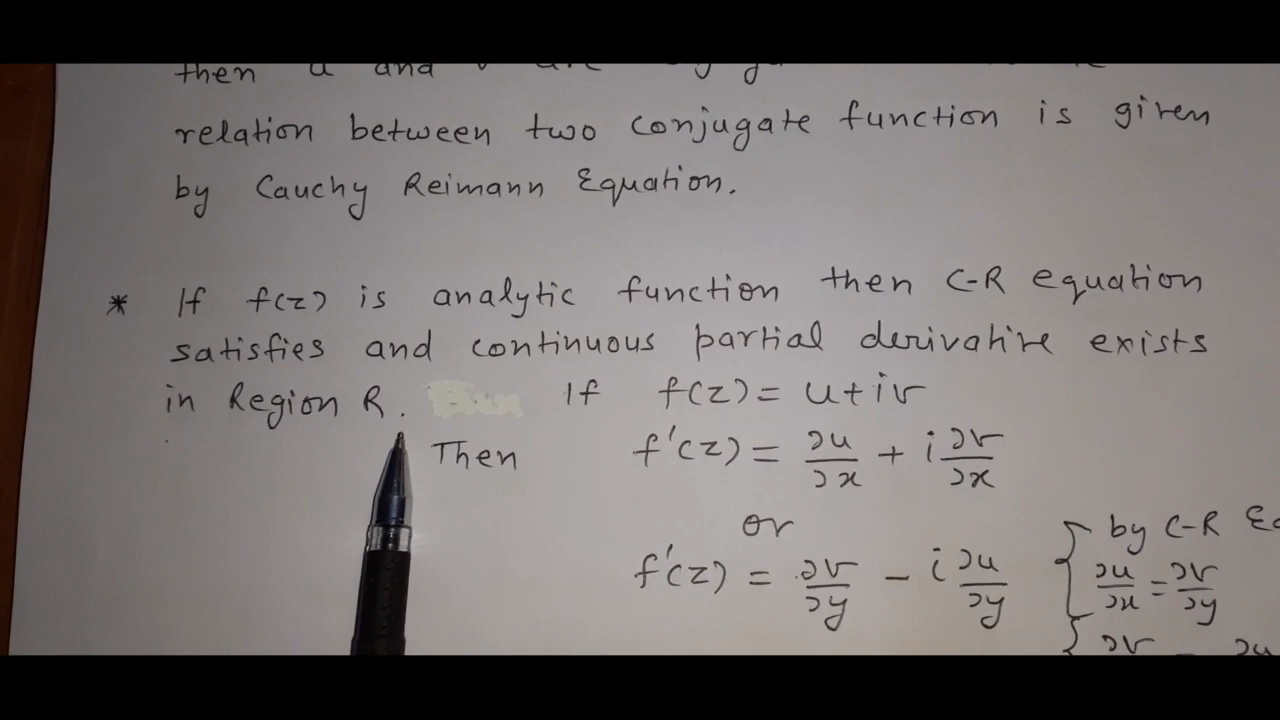 then u and
relation between two conjugate function is given
by Cauchy Reimann Equation.
* If f(z) is analytic function then C-R equation
satisfies and continuous partial derivative exists
in Region R. If f(z) = u+iv
Then f'(z) = ∂u/∂x + i ∂v/∂x
or
{ by C-R
f'(z) = ∂v/∂y - i ∂u/∂y
∂u/∂x = ∂v/∂y